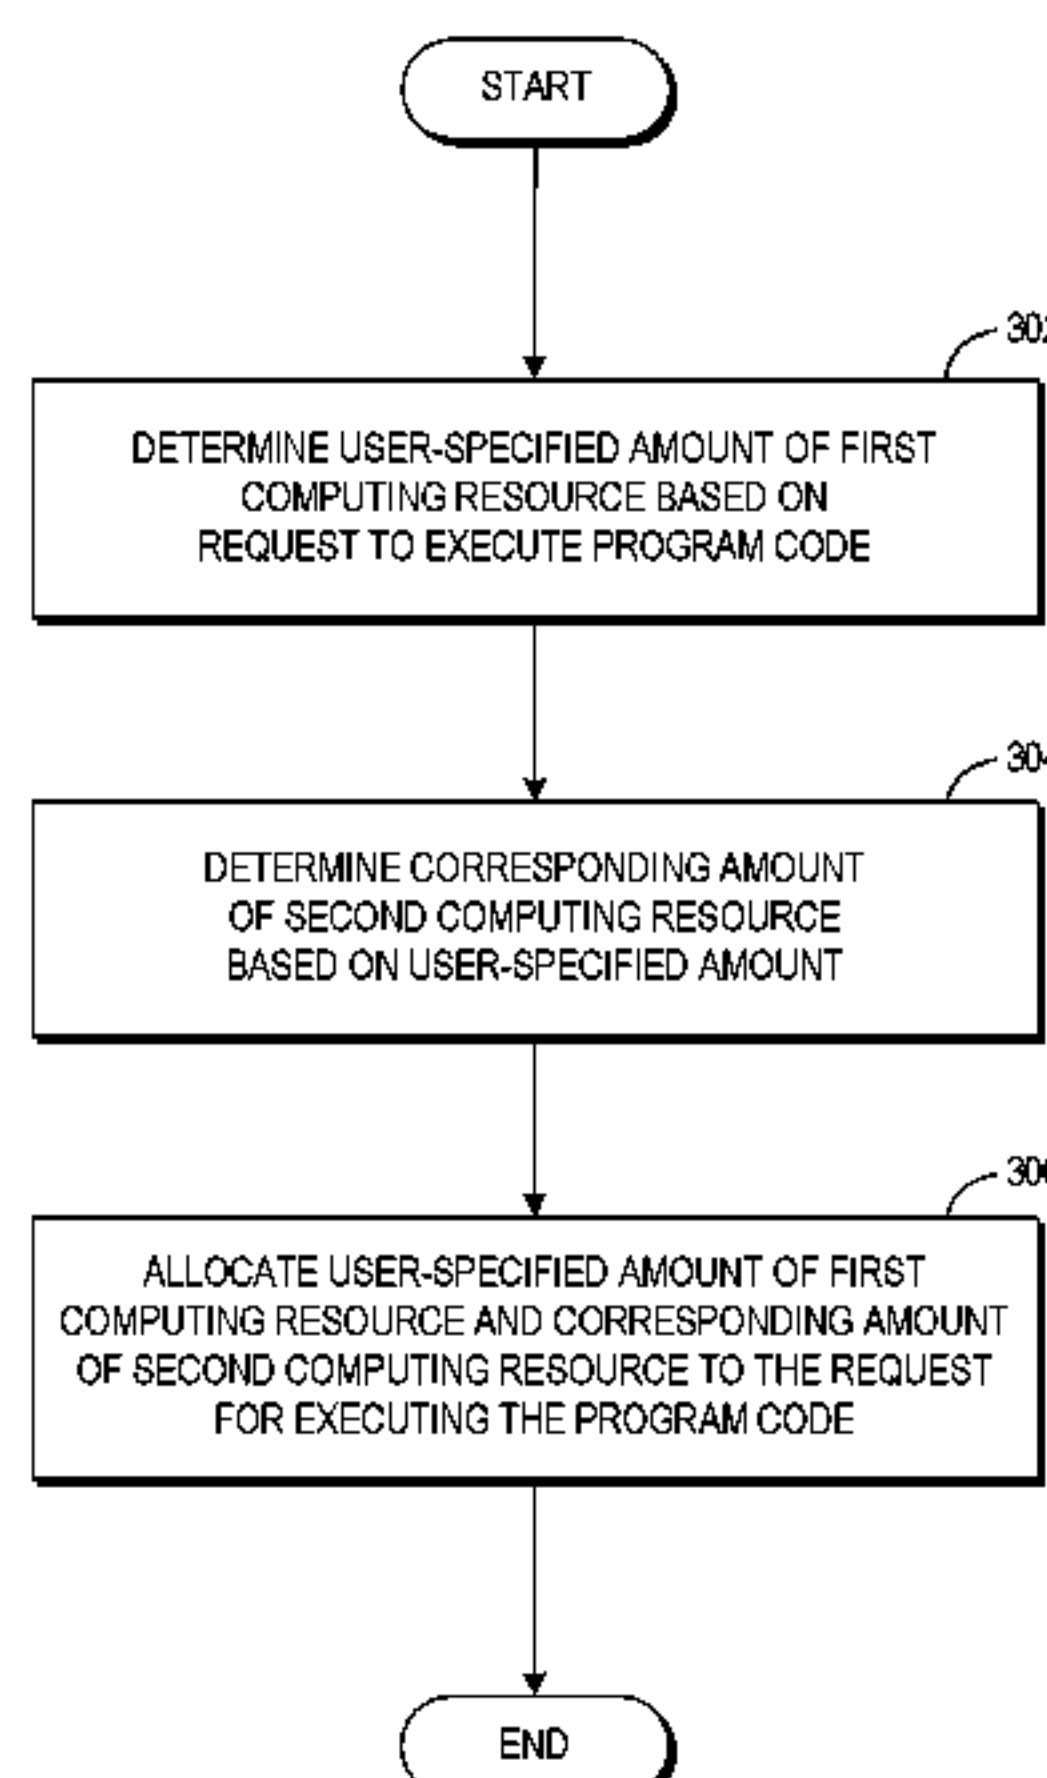 START
302
DETERMINE USER-SPECIFIED AMOUNT OF FIRST
COMPUTING RESOURCE BASED ON
REQUEST TO EXECUTE PROGRAM CODE
304
DETERMINE CORRESPONDING AMOUNT
OF SECOND COMPUTING RESOURCE
BASED ON USER-SPECIFIED AMOUNT
ALLOCATE USER-SPECIFIED AMOUNT OF FIRST
COMPUTING RESOURCE AND CORRESPONDING AMOUNT
OF SECOND COMPUTING RESOURCE TO THE REQUEST
FOR EXECUTING THE PROGRAM CODE
END